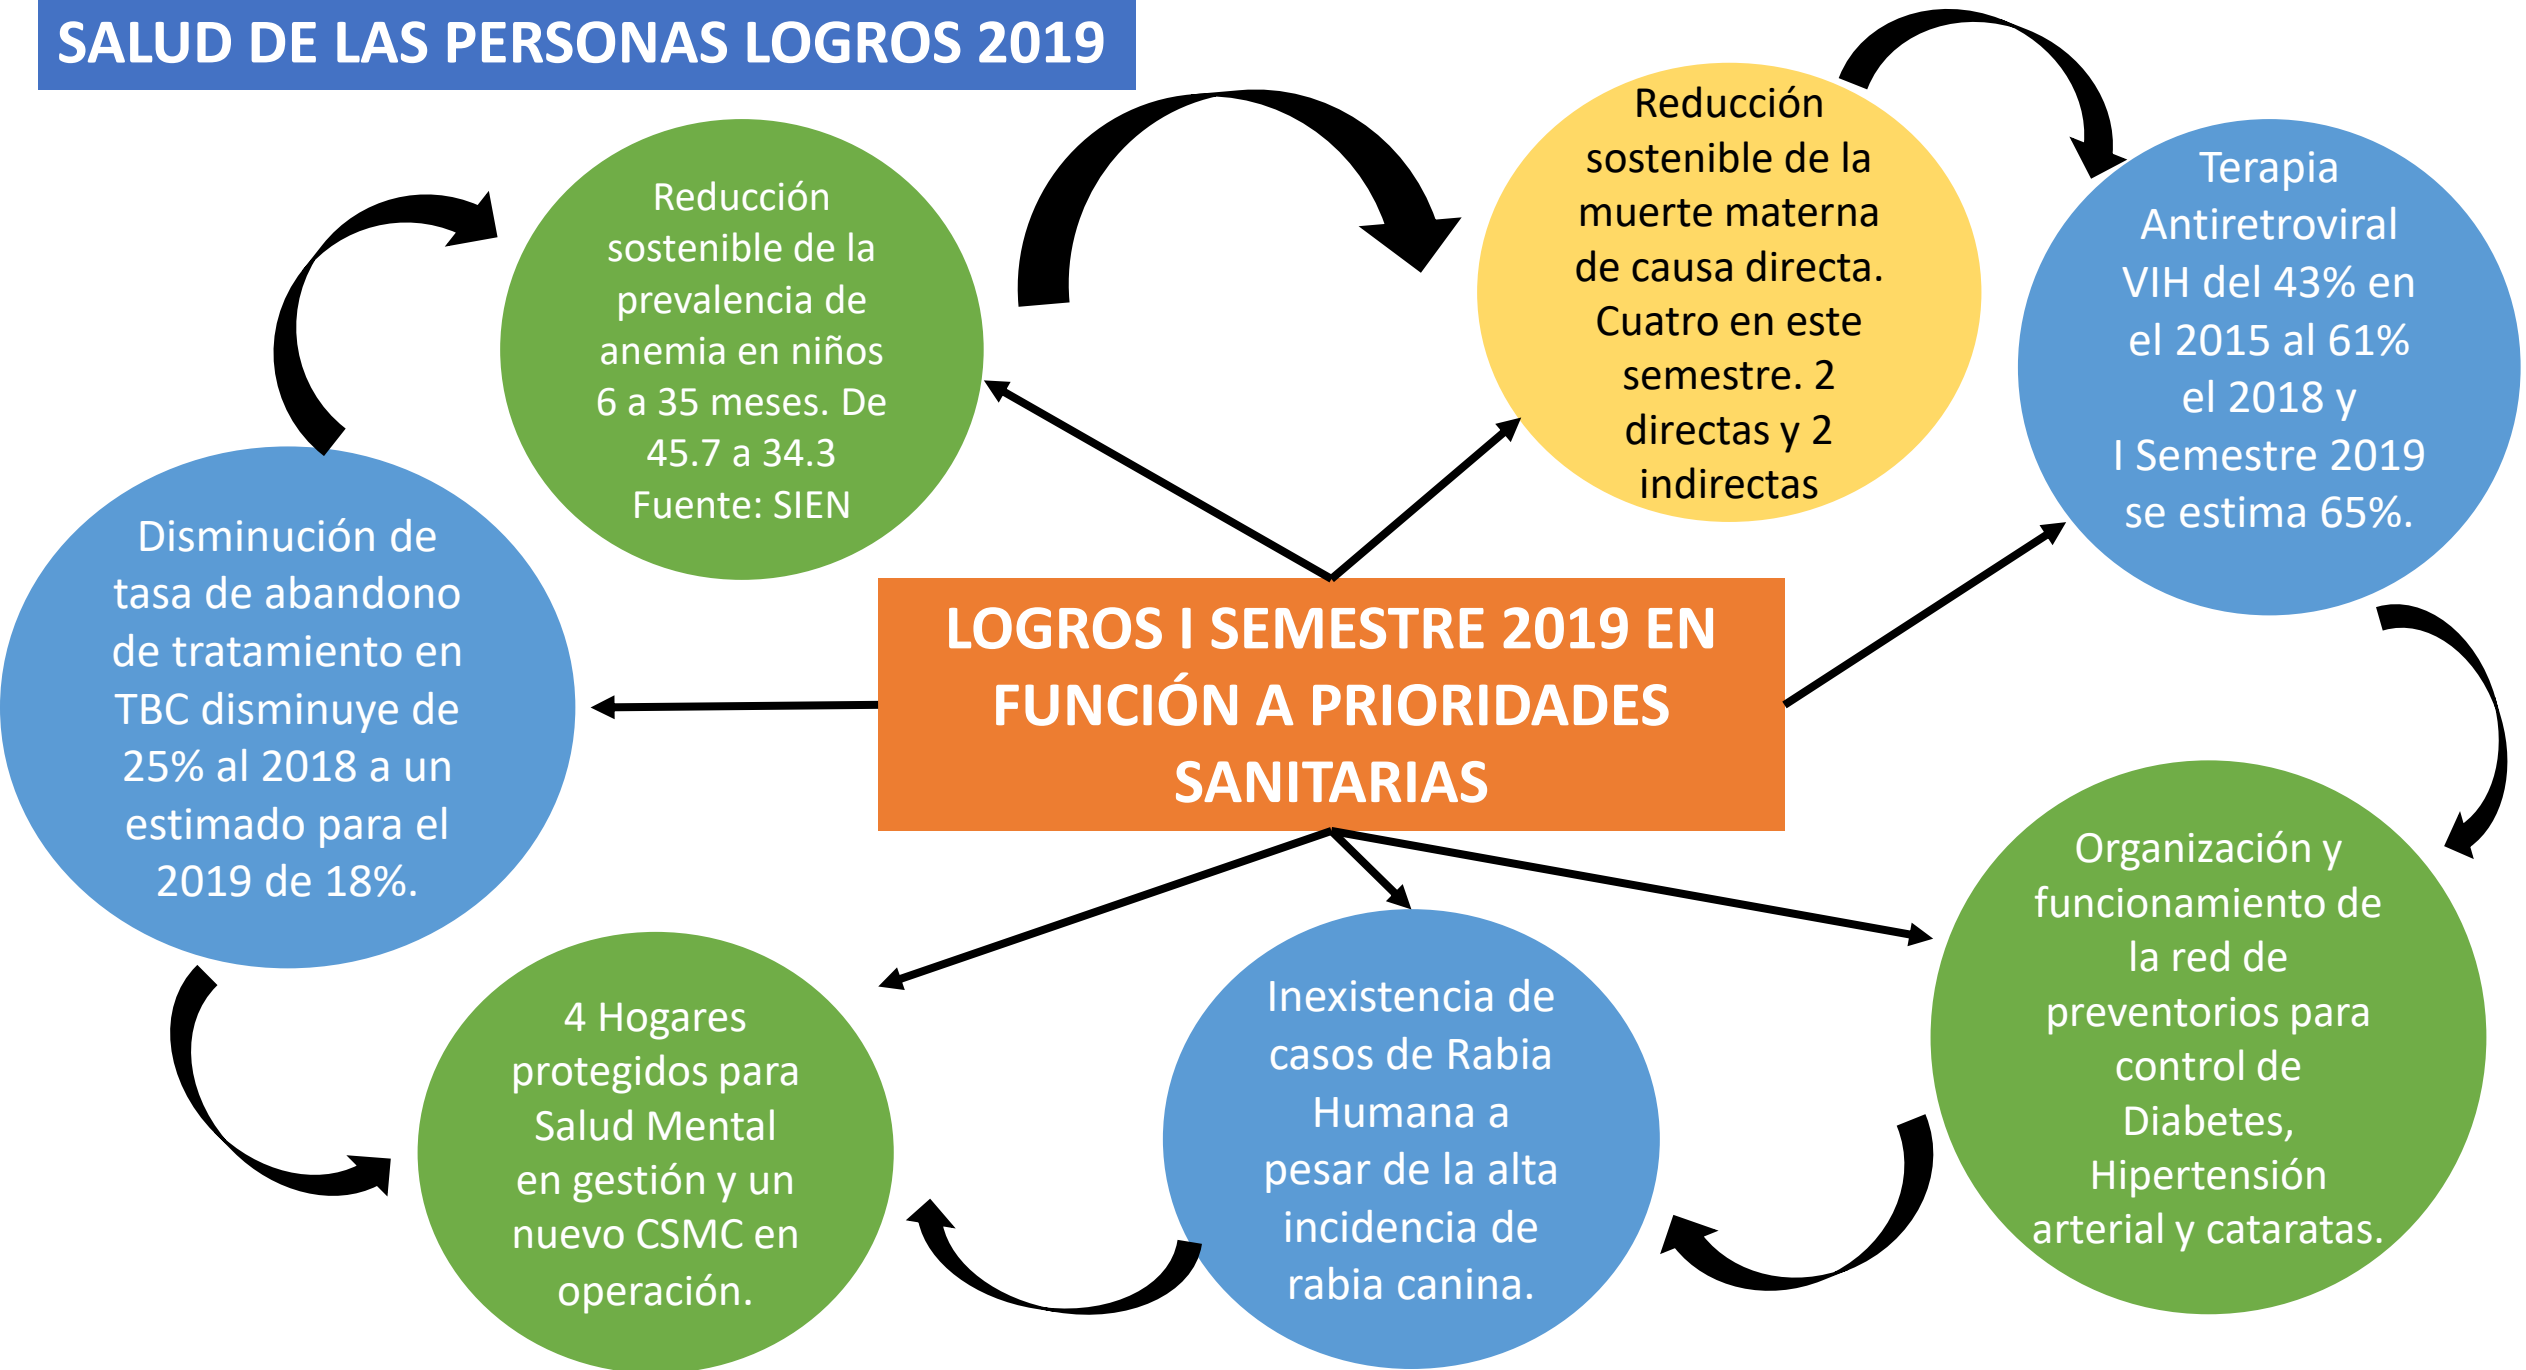 SALUD DE LAS PERSONAS LOGROS 2019
Reducción
sostenible de la
prevalencia de
anemia en niños
6 a 35 meses. De
45.7 a 34.3
Fuente: SIEN
Reducción
sostenible de la
muerte materna
de causa directa.
Cuatro en este
semestre. 2
directas y 2
indirectas
Terapia
Antiretroviral
VIH del 43% en
el 2015 al 61%
el 2018 y
I Semestre 2019
se estima 65%.
Disminución de
tasa de abandono
de tratamiento en
TBC disminuye de
25% al 2018 a un
estimado para el
2019 de 18%.
LOGROS I SEMESTRE 2019 EN
FUNCIÓN A PRIORIDADES
SANITARIAS
4 Hogares
protegidos para
Salud Mental
en gestión y un
nuevo CSMC en
operación.
Inexistencia de
casos de Rabia
Humana a
pesar de la alta
incidencia de
rabia canina.
Organización y
funcionamiento de
la red de
preventorios para
control de
Diabetes,
Hipertensión
arterial y cataratas.